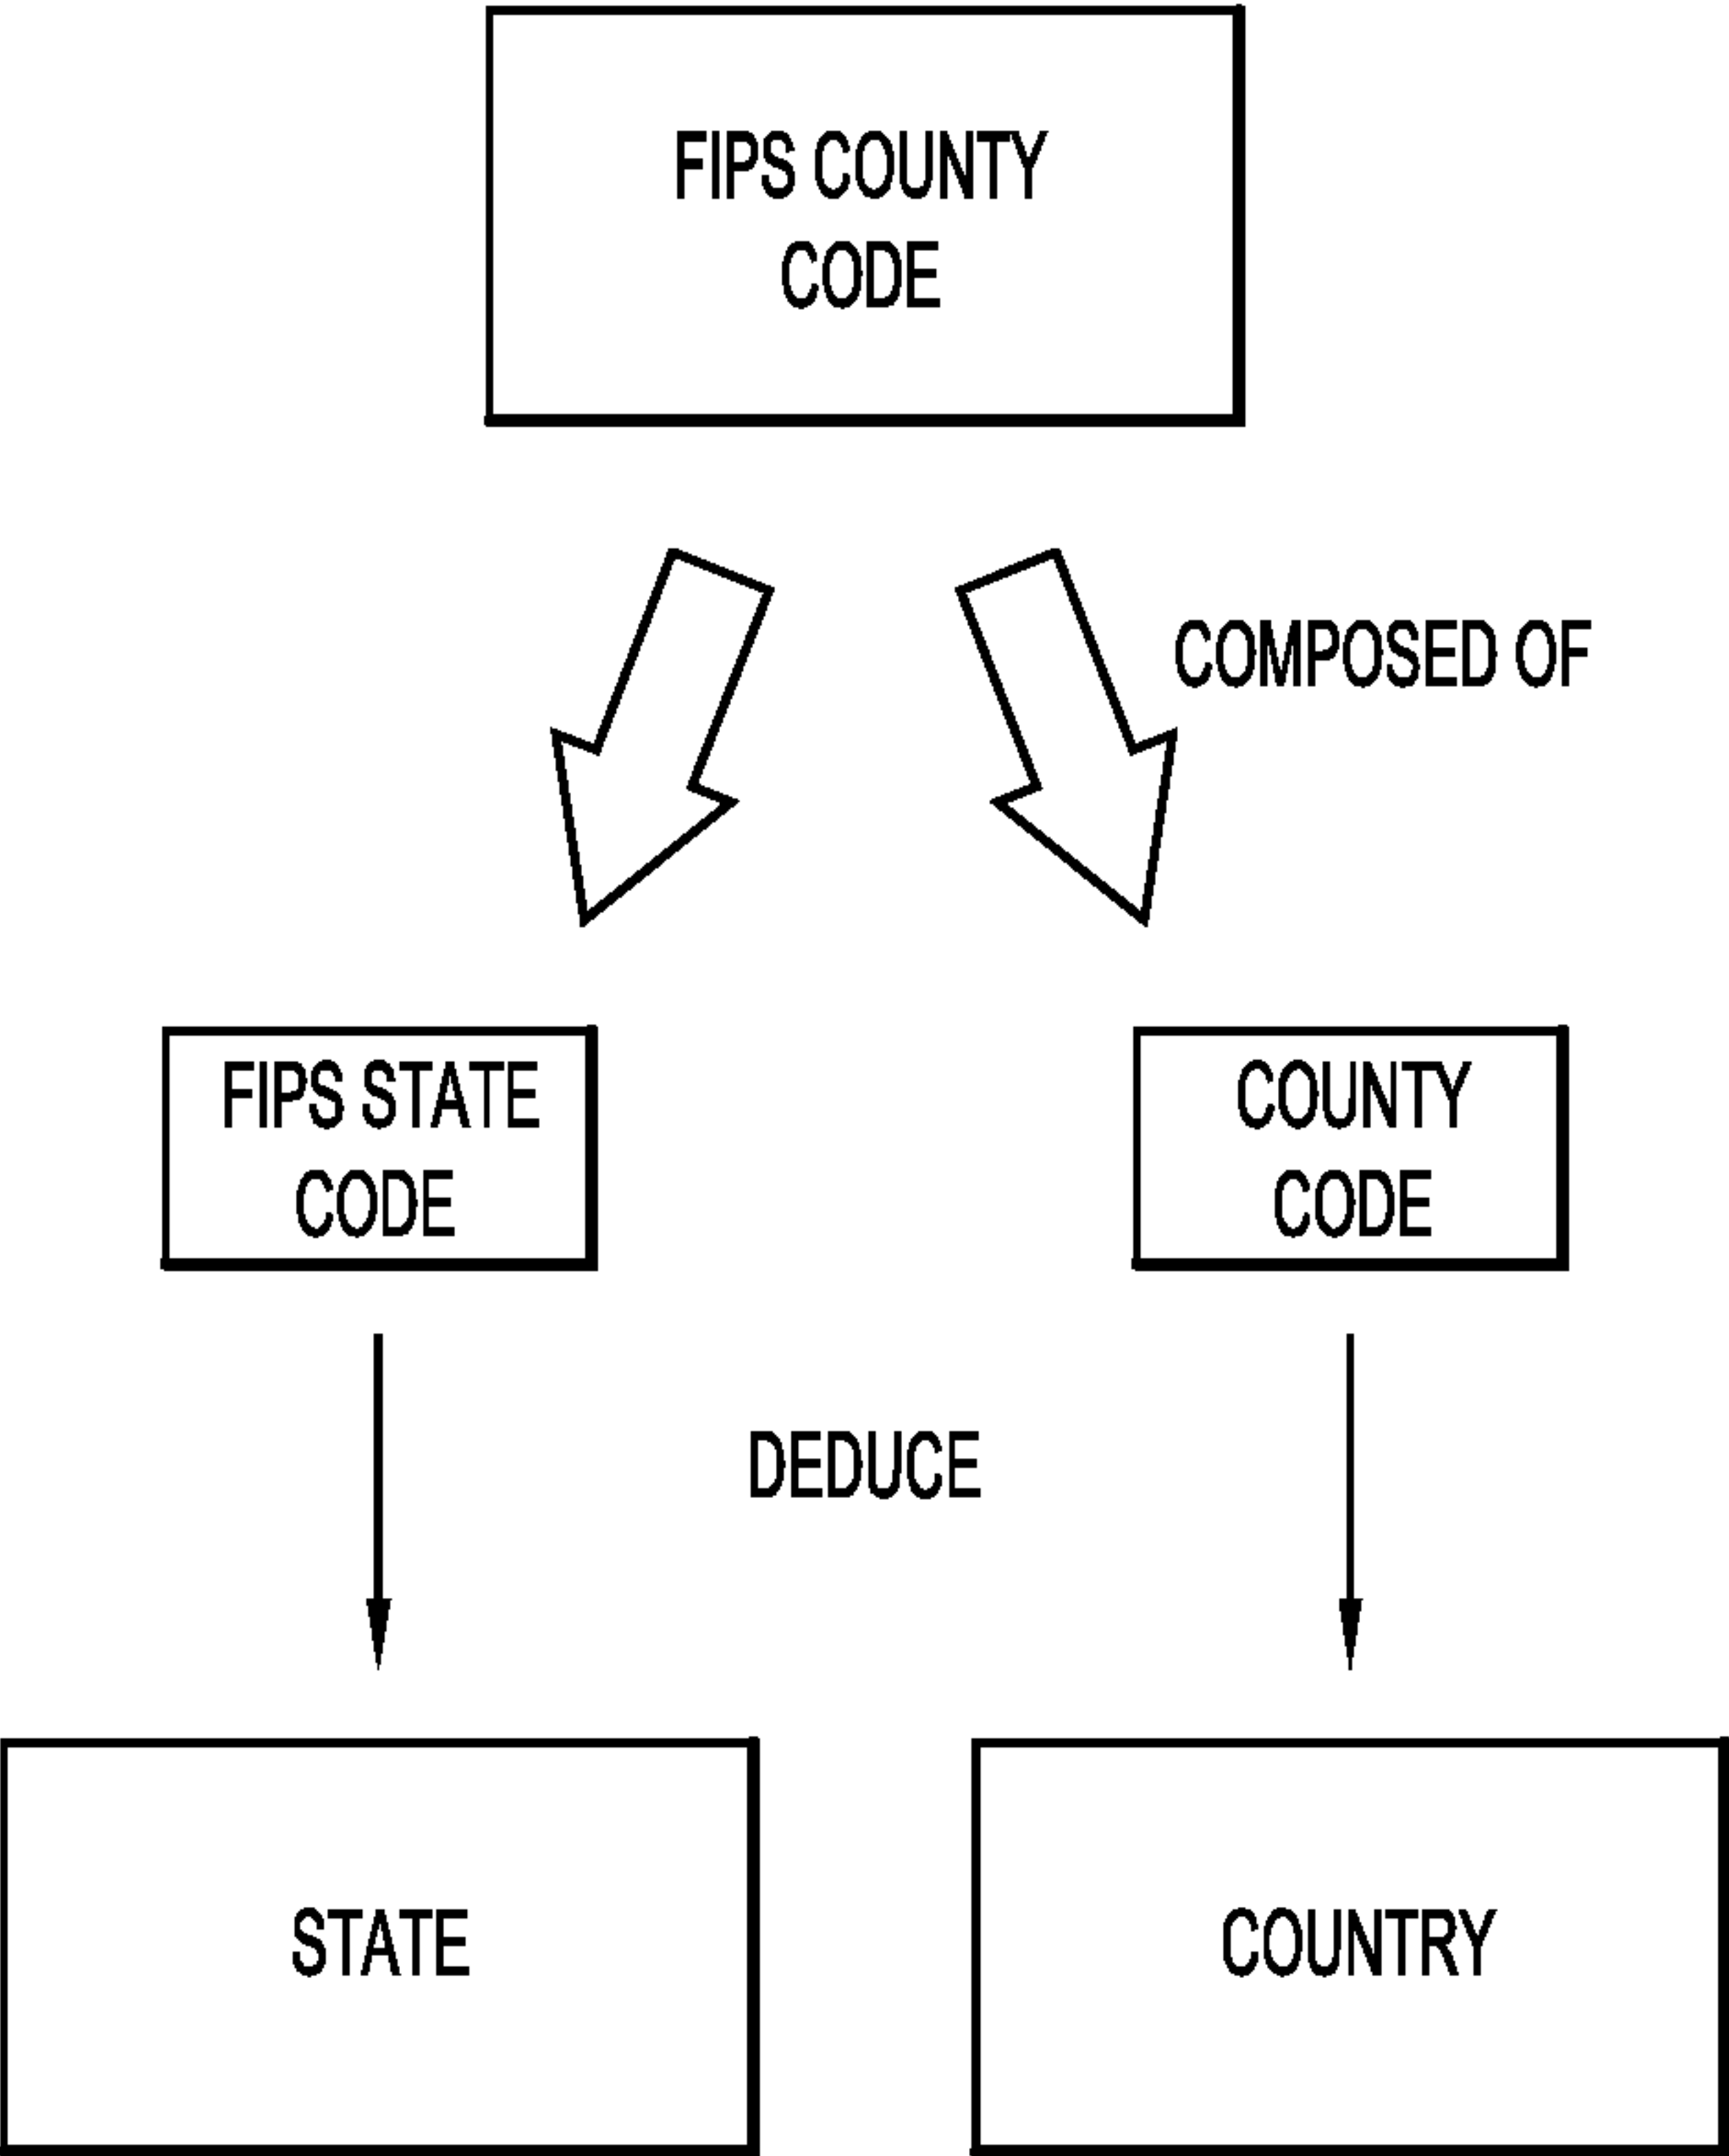 FIPS COUNTY
CODE
COMPOSED OF
FIPS STATE
CODE
COUNTY
CODE
DEDUCE
STATE
COUNTRY